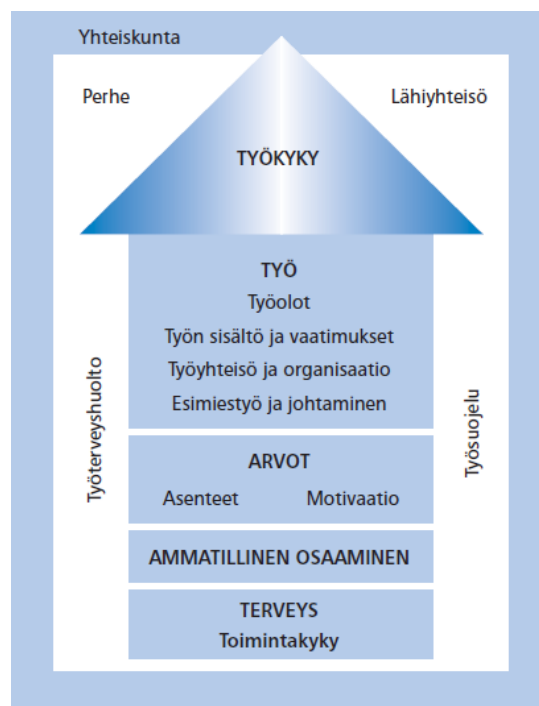 Yhteiskunta
Perhe
Lähiyhteisö
TYÖKYKY
TYÖ
Työolot
Työn sisältö ja vaatimukset
Työyhteisö ja organisaatio
Esimiestyö ja johtaminen
Työterveyshuolto
Työsuojelu
ARVOT
Asenteet Motivaatio
AMMATILLINEN OSAAMINEN
TERVEYS
Toimintakyky